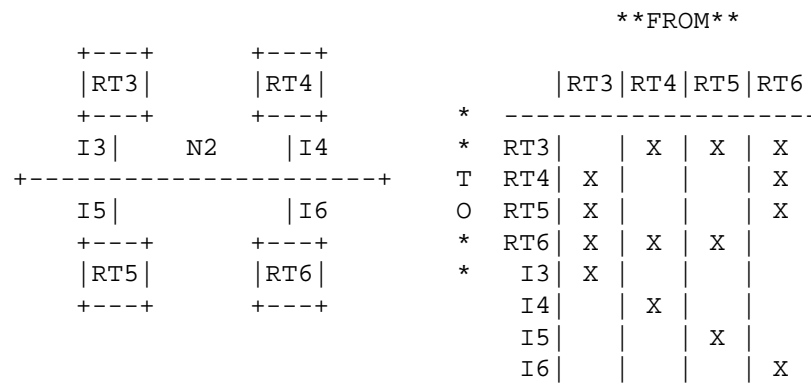 **FROM**
     +---+      +---+
     |RT3|      |RT4|              |RT3|RT4|RT5|RT6
     +---+      +---+        *  --------------------
     I3|    N2    |I4        *  RT3|   | X | X | X
 +----------------------+    T  RT4| X |   |   | X
     I5|          |I6        O  RT5| X |   |   | X
     +---+      +---+        *  RT6| X | X | X |
     |RT5|      |RT6|        *   I3| X |   |   |
     +---+      +---+            I4|   | X |   |
                                 I5|   |   | X |
                                 I6|   |   |   | X